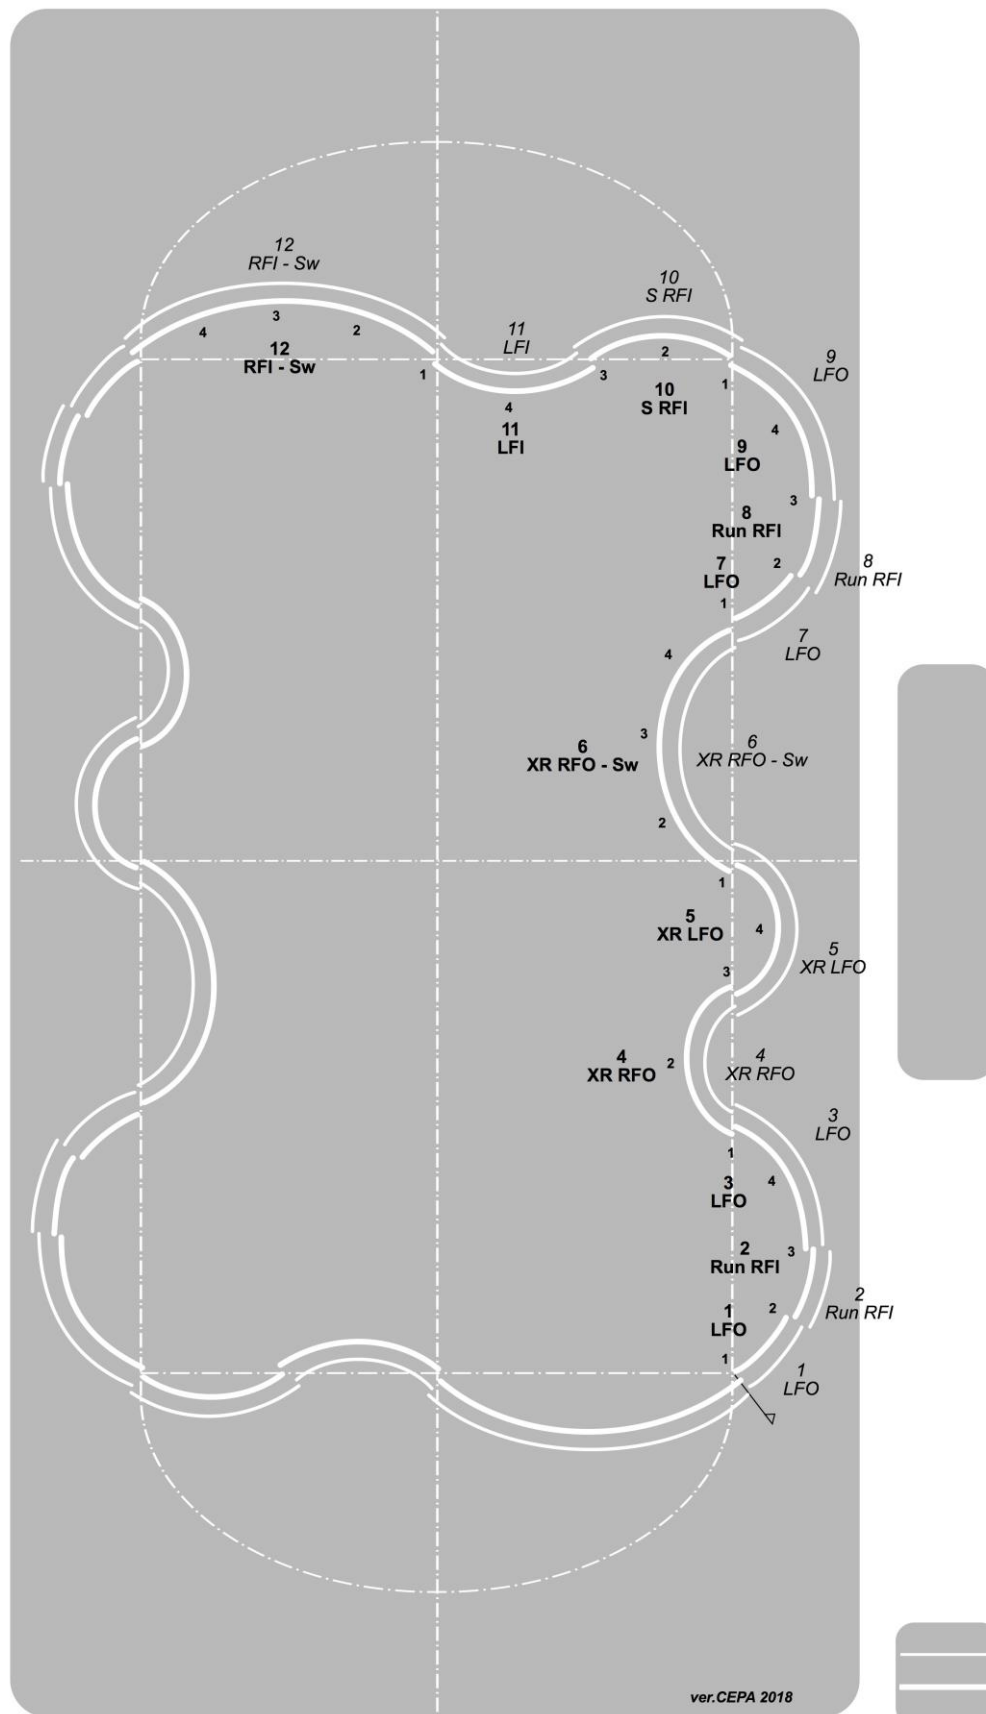 12
RFI - Sw
10
S RFI
4
3
2
11
LFI
9
LFO
12
RFI - Sw
1
3
2
1
10
S RFI
4
11
LFI
4
9
LFO
3
8
Run RFI
2
8
Run RFI
7
LFO
1
7
LFO
4
3
6
XR RFO - Sw
6
XR RFO - Sw
2
1
5
XR LFO
4
5
XR LFO
3
4
XR RFO
2
4
XR RFO
3
LFO
1
3
LFO
4
2
Run RFI
3
2
Run RFI
1
LFO
2
1
1
LFO
ver.CEPA 2018